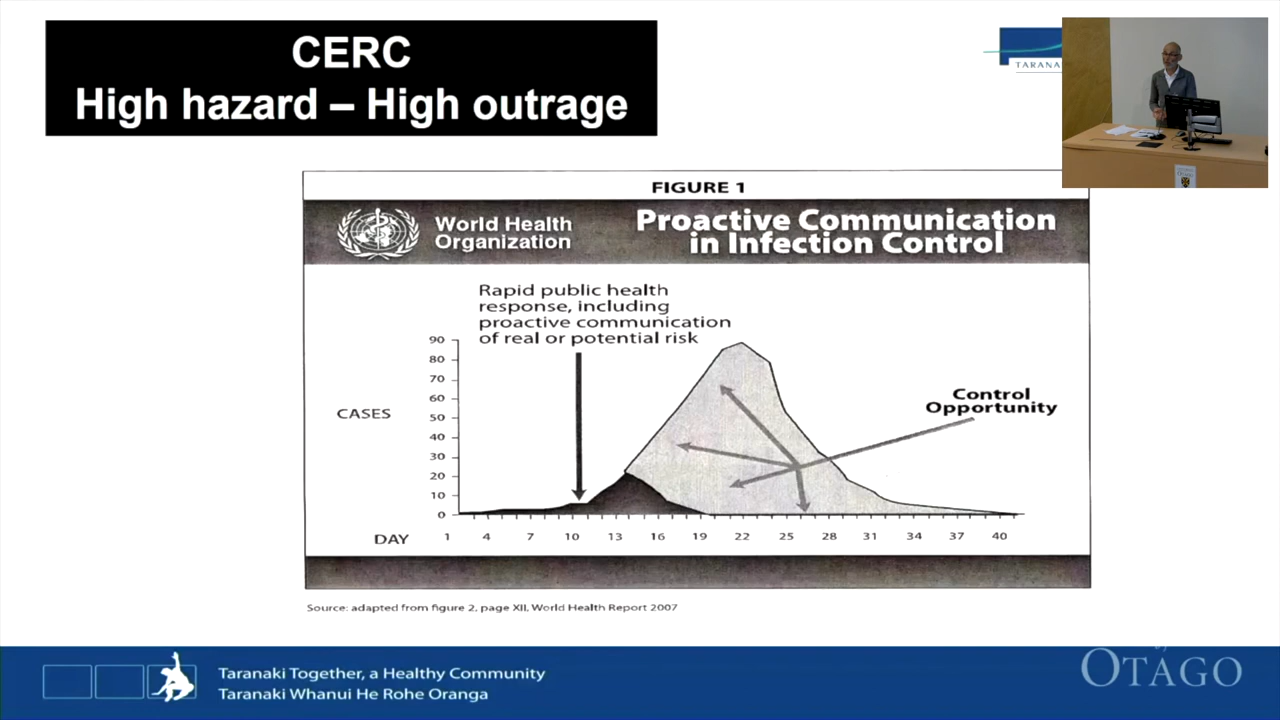 CERC
High hazard – High outrage
FIGURE 1
World Health
Organization
Proactive Communication
in Infection Control
Rapid public health
response, including
proactive communication
of real or potential risk
90
80
70
60
50
40
30
20
10
0
CASES
Control
Opportunity
DAY 1 4 7 10 13 16 19 22 25 28 31 34 37 40
Source: adapted from figure 2, page XII, World Health Report 2007
Taranaki Together, a Healthy Community
Taranaki Whanui He Rohe Oranga
OTAGO